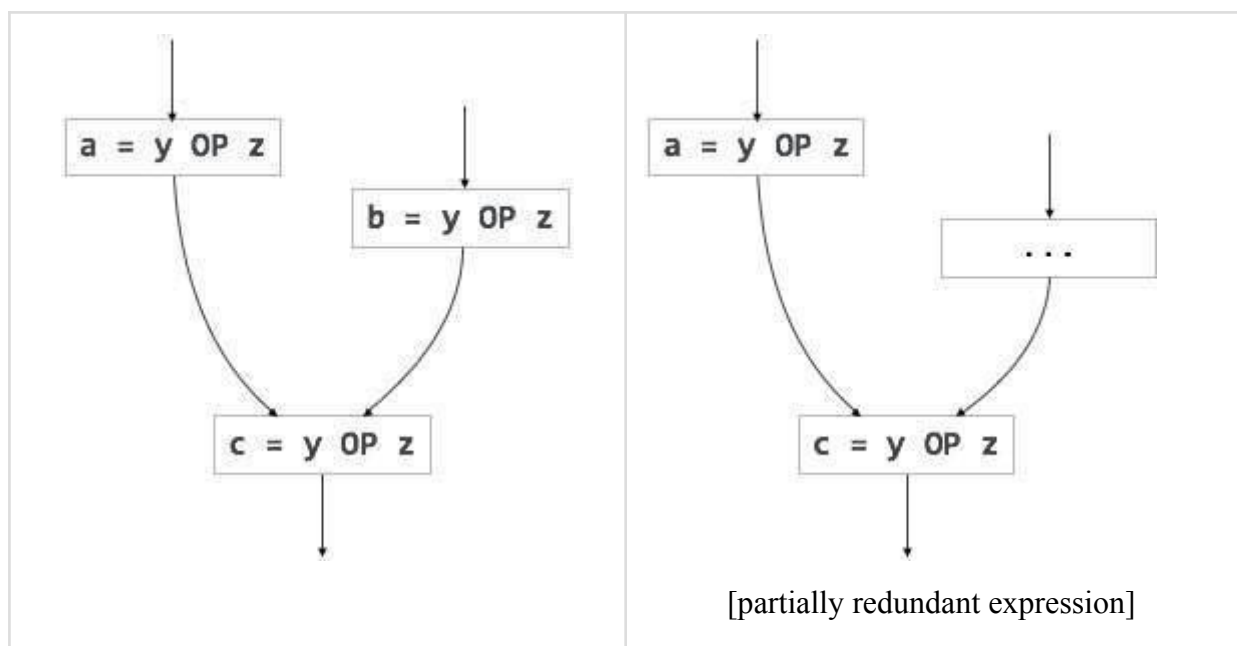 a = y OP z
b = y OP z
c = y OP z
a = y OP z
...
c = y OP z
[partially redundant expression]